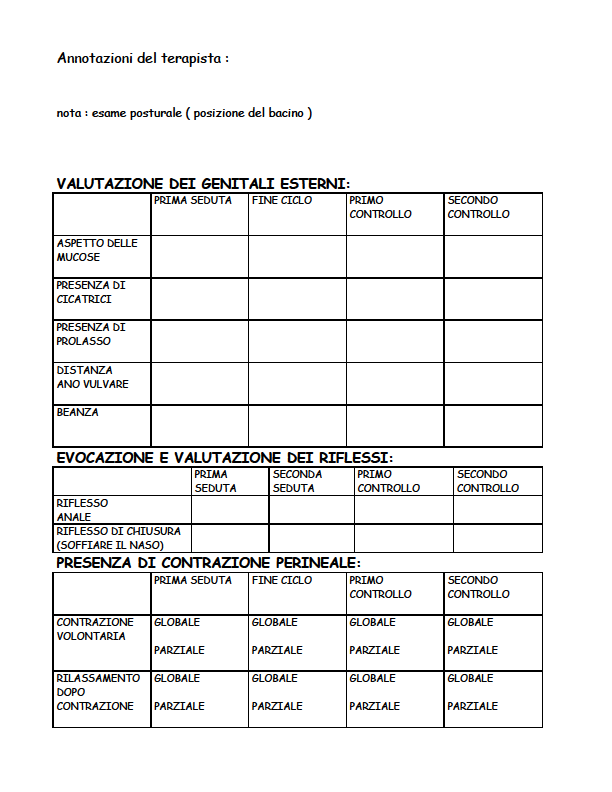 Annotazioni del terapista :
nota : esame posturale ( posizione del bacino )
VALUTAZIONE DEI GENITALI ESTERNI:
PRIMA SEDUTA FINE CICLO PRIMO CONTROLLO SECONDO CONTROLLO
ASPETTO DELLE
MUCOSE
PRESENZA DI
CICATRICI
PRESENZA DI
PROLASSO
DISTANZA
ANO VULVARE
BEANZA
EVOCAZIONE E VALUTAZIONE DEI RIFLESSI:
PRIMA SEDUTA SECONDA SEDUTA PRIMO CONTROLLO SECONDO CONTROLLO
RIFLESSO
ANALE
RIFLESSO DI CHIUSURA
(SOFFIARE IL NASO)
PRESENZA DI CONTRAZIONE PERINEALE:
PRIMA SEDUTA FINE CICLO PRIMO CONTROLLO SECONDO CONTROLLO
CONTRAZIONE GLOBALE GLOBALE GLOBALE GLOBALE
VOLONTARIA
PARZIALE PARZIALE PARZIALE PARZIALE
RILASSAMENTO GLOBALE GLOBALE GLOBALE GLOBALE
DOPO
CONTRAZIONE PARZIALE PARZIALE PARZIALE PARZIALE